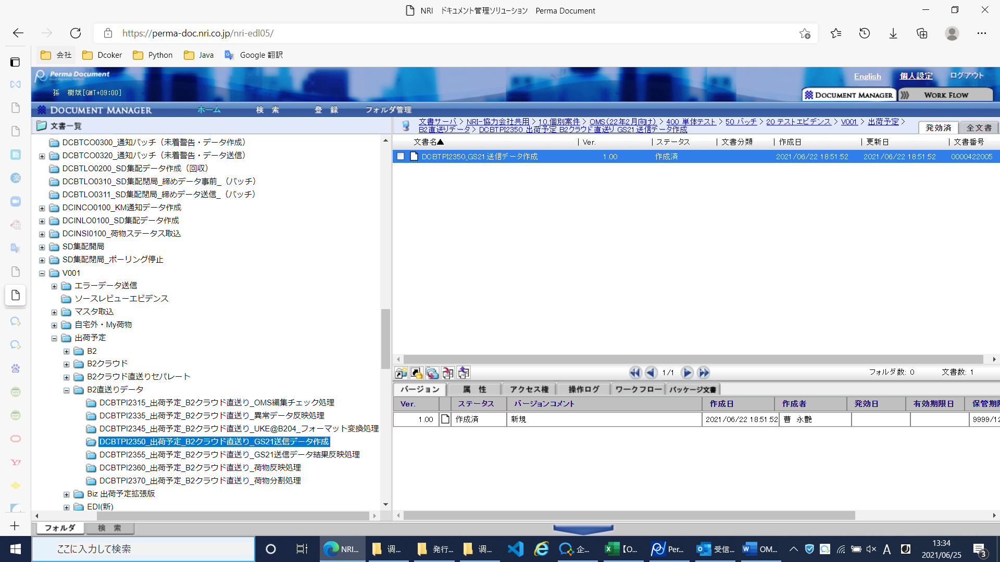 NRI　ドキュメント管理ソリューション　Perma Document
https://perma-doc.nri.co.jp/nri-edl05/
会社
Dcoker
Python
Java
Google 翻訳
Perma Document
孫　樹斌[GMT+09:00]
English
個人設定
ログアウト
DOCUMENT MANAGER
WORK FLOW
DOCUMENT MANAGER
ホーム
検 索
登 録
フォルダ管理
文書一覧
DCBTCO0300_通知バッチ（未着警告・データ作成）
DCBTCO0320_通知バッチ（未着警告・データ送信）
DCBTLO0200_SD集配データ作成（回収）
DCBTLO0310_SD集配閉局_締めデータ事前_（バッチ）
DCBTLO0311_SD集配閉局_締めデータ送信_（バッチ）
DCINCO0100_KM通知データ作成
DCINLO0100_SD集配データ作成
DCINSI0100_荷物ステータス取込
SD集配開局
SD集配閉局_ポーリング停止
V001
エラーデータ送信
ソースレビューエビデンス
マスタ取込
自宅外・My荷物
出荷予定
B2
B2クラウド
B2クラウド直送りセパレート
B2直送りデータ
DCBTPI2315_出荷予定_B2クラウド直送り_OMS編集チェック処理
DCBTPI2335_出荷予定_B2クラウド直送り_異常データ反映処理
DCBTPI2345_出荷予定_B2クラウド直送り_UKE@B204_フォーマット変換処理
DCBTPI2350_出荷予定_B2クラウド直送り_GS21送信データ作成
DCBTPI2355_出荷予定_B2クラウド直送り_GS21送信データ結果反映処理
DCBTPI2360_出荷予定_B2クラウド直送り_荷物反映処理
DCBTPI2370_出荷予定_B2クラウド直送り_荷物分割処理
Biz 出荷予定拡張版
EDI(新)
フォルダ
検 索
文書サーバ > NRI-協力会社共用 > 10.個別案件 > OMS（22年2月向け） > 400 単体テスト > 50 バッチ > 20 テストエビデンス > V001 > 出荷予定 >
B2直送りデータ > DCBTPI2350 出荷予定 B2クラウド直送り GS21送信データ作成
発効済
全文書
文書名▲
Ver.
ステータス
文書分類
作成日
更新日
文書番号
DCBTPI2350_GS21送信データ作成
1.00
作成済
2021/06/22 18:51:52
2021/06/22 18:51:52
0000422005
1/1
フォルダ数: 0
文書数: 1
バージョン
属 性
アクセス権
操作ログ
ワークフロー
パッケージ文書
Ver.
ステータス
バージョンコメント
作成日
作成者
発効日
有効期限日
保管期
1.00
作成済
新規
2021/06/22 18:51:52
曹　永艶
9999/12
ここに入力して検索
NRI...
调...
発行...
调...
企...
【O...
Per...
受信...
OM...
A
13:34
2021/06/25
3